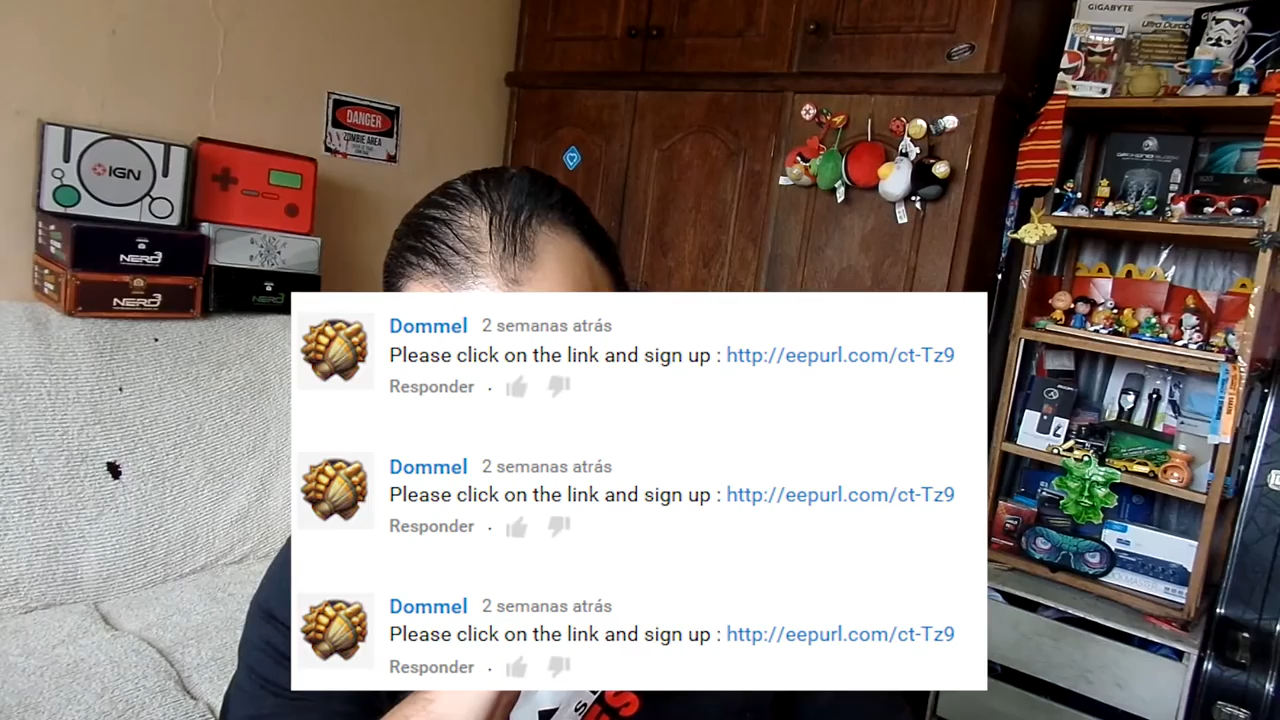 GIGABYTE
DANGER
ZOMBIE AREA
IGN
NERD3
NERD3
NERD
Dommel 2 semanas atrás
Please click on the link and sign up : http://eepurl.com/ct-Tz9
Responder ·
Dommel 2 semanas atrás
Please click on the link and sign up : http://eepurl.com/ct-Tz9
Responder ·
Dommel 2 semanas atrás
Please click on the link and sign up : http://eepurl.com/ct-Tz9
Responder ·